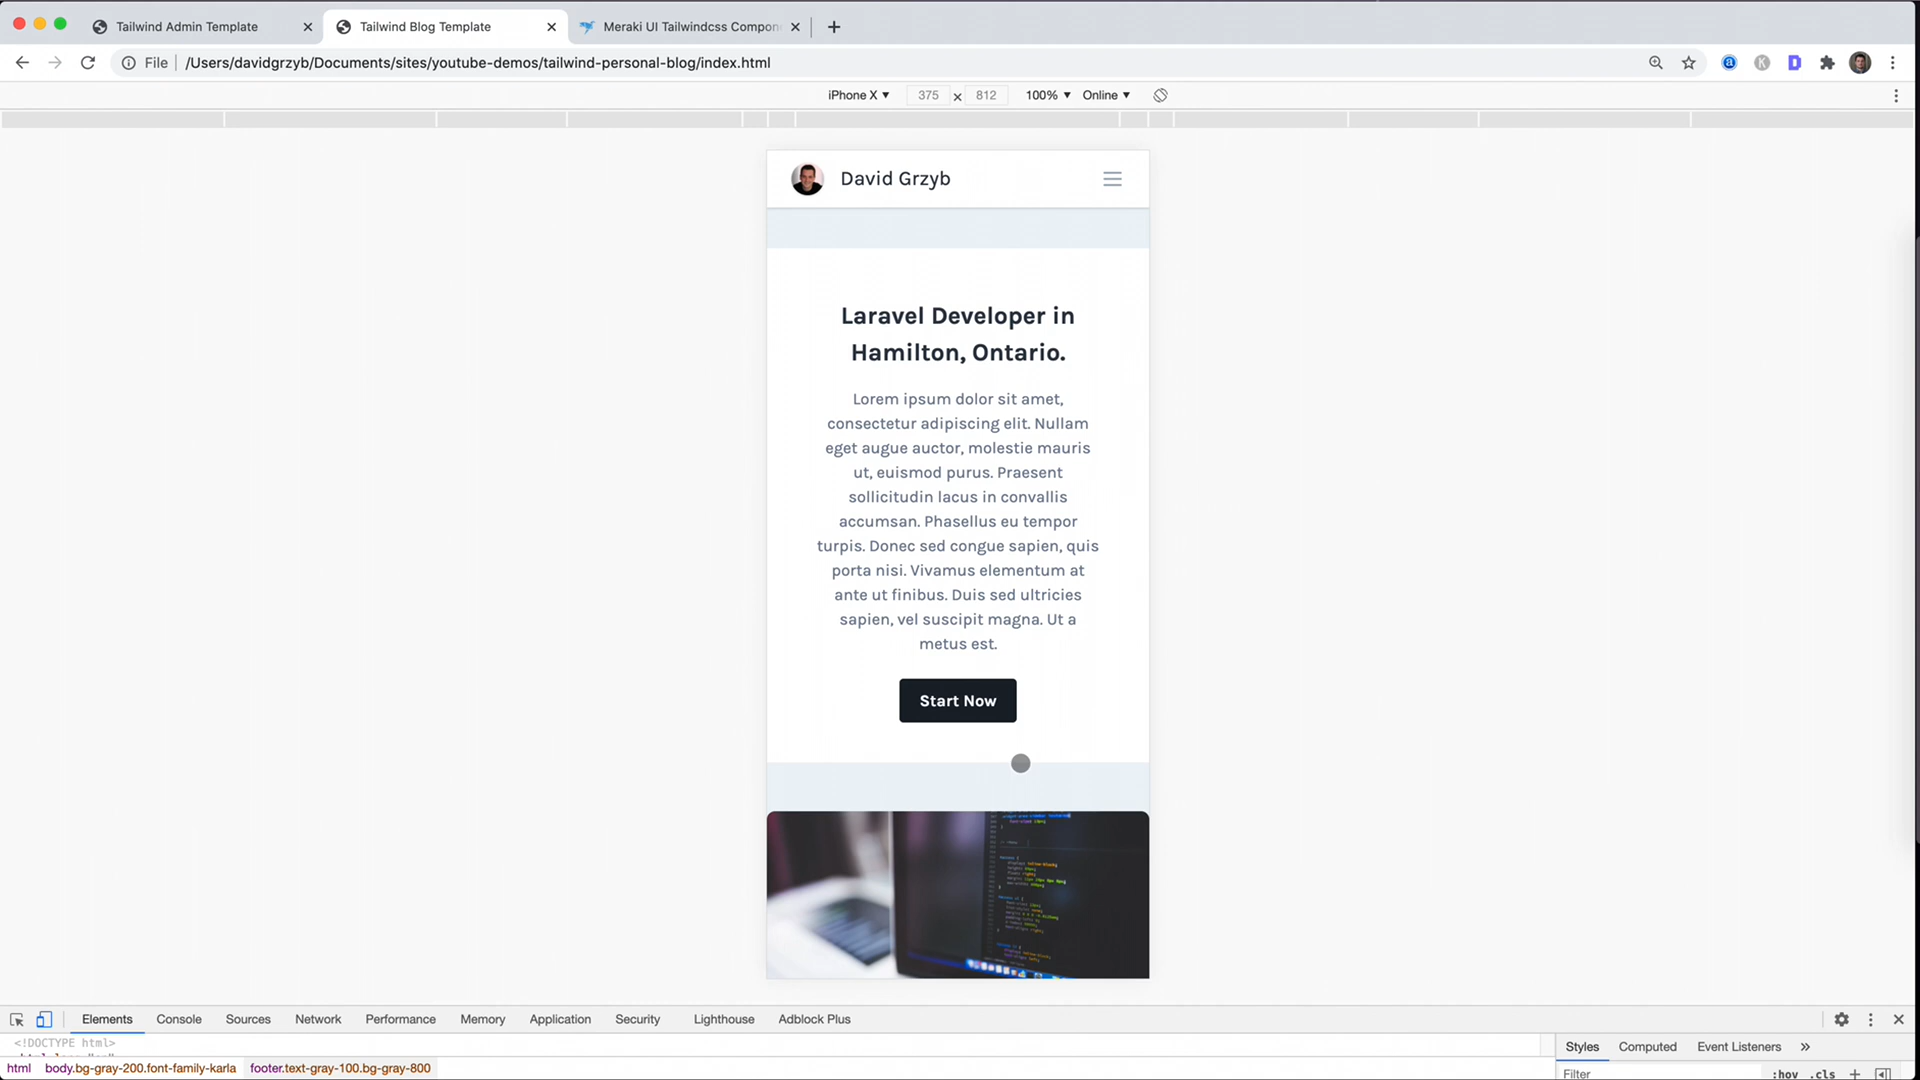 Tailwind Admin Template
Tailwind Blog Template
Meraki UI Tailwindcss Compon
File
/Users/davidgrzyb/Documents/sites/youtube-demos/tailwind-personal-blog/index.html
iPhone X ▼ 375 × 812 100% ▼ Online ▼
David Grzyb
Laravel Developer in
Hamilton, Ontario.
Lorem ipsum dolor sit amet,
consectetur adipiscing elit. Nullam
eget augue auctor, molestie mauris
ut, euismod purus. Praesent
sollicitudin lacus in convallis
accumsan. Phasellus eu tempor
turpis. Donec sed congue sapien, quis
porta nisi. Vivamus elementum at
ante ut finibus. Duis sed ultricies
sapien, vel suscipit magna. Ut a
metus est.
Start Now
Elements Console Sources Network Performance Memory Application Security Lighthouse Adblock Plus
<!DOCTYPE html>
Styles Computed Event Listeners »
html body.bg-gray-200.font-family-karla footer.text-gray-100.bg-gray-800
Filter :hov .cls +